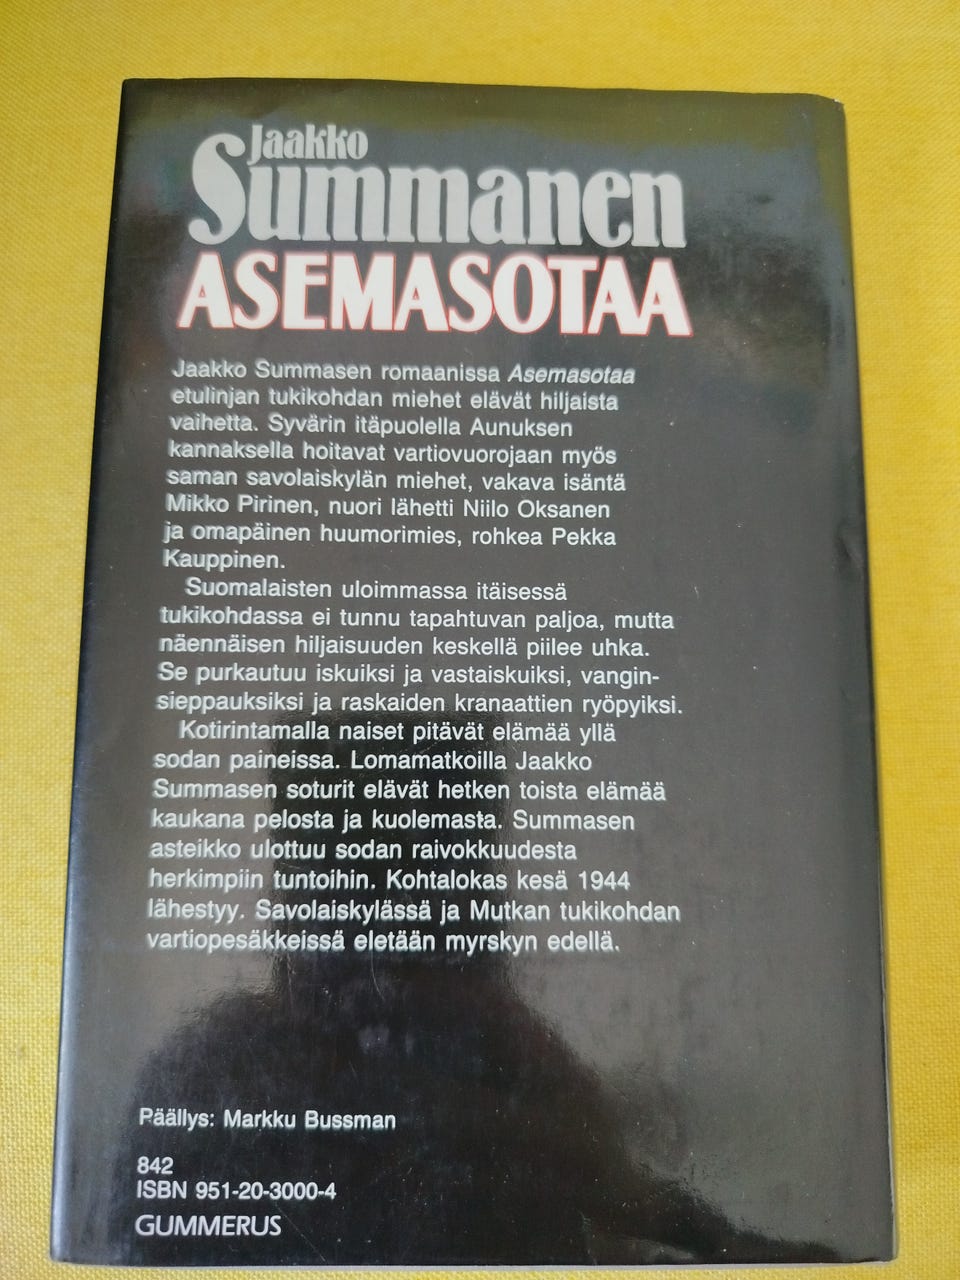 Jaakko
Summanen
ASEMASOTAA
Jaakko Summasen romaanissa Asemasotaa
etulinjan tukikohdan miehet elävät hiljaista
vaihetta. Syvärin itäpuolella Aunuksen
kannaksella hoitavat vartiovuorojaan myös
saman savolaiskylän miehet, vakava isäntä
Mikko Pirinen, nuori lähetti Niilo Oksanen
ja omapäinen huumorimies, rohkea Pekka
Kauppinen.
Suomalaisten uloimmassa itäisessä
tukikohdassa ei tunnu tapahtuvan paljoa, mutta
näennäisen hiljaisuuden keskellä piilee uhka.
Se purkautuu iskuiksi ja vastaiskuiksi, vangin-
sieppauksiksi ja raskaiden kranaattien ryöpyiksi.
Kotirintamalla naiset pitävät elämää yllä
sodan paineissa. Lomamatkoilla Jaakko
Summasen soturit elävät hetken toista elämää
kaukana pelosta ja kuolemasta. Summasen
asteikko ulottuu sodan raivokkuudesta
herkimpiin tuntoihin. Kohtalokas kesä 1944
lähestyy. Savolaiskylässä ja Mutkan tukikohdan
vartiopesäkkeissä eletään myrskyn edellä.
Päällys: Markku Bussman
842
ISBN 951-20-3000-4
GUMMERUS